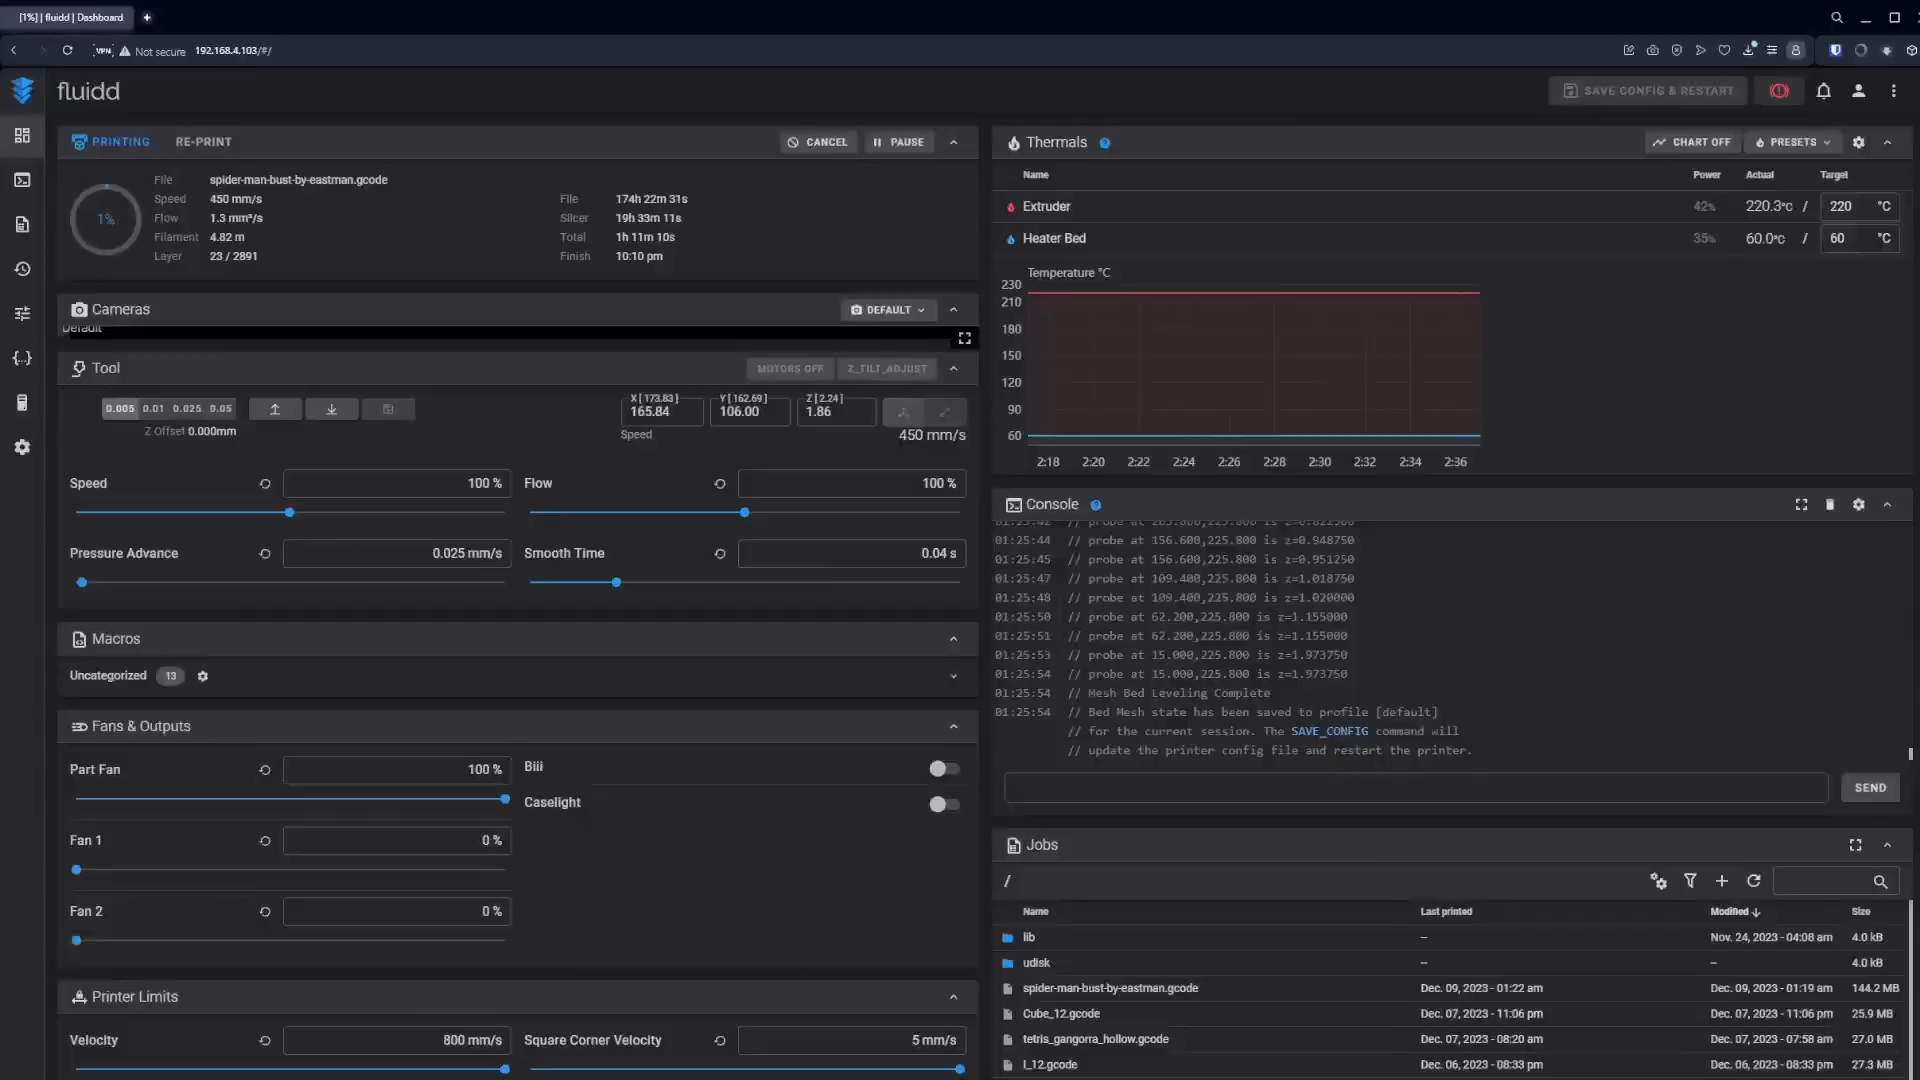 [1%] | fluidd | Dashboard
VPN Not secure 192.168.4.103/#/
fluidd
SAVE CONFIG & RESTART
PRINTING RE-PRINT CANCEL PAUSE
1%
File spider-man-bust-by-eastman.gcode
Speed 450 mm/s File 174h 22m 31s
Flow 1.3 mm³/s Slicer 19h 33m 11s
Filament 4.82 m Total 1h 11m 10s
Layer 23 / 2891 Finish 10:10 pm
Cameras DEFAULT
Default
Tool MOTORS OFF Z_TILT_ADJUST
0.005 0.01 0.025 0.05
X [ 173.83] Y [ 162.69] Z [ 2.24]
165.84 106.00 1.86
Z Offset 0.000mm
Speed 450 mm/s
Speed 100 % Flow 100 %
Pressure Advance 0.025 mm/s Smooth Time 0.04 s
Macros
Uncategorized 13
Fans & Outputs
Part Fan 100 % Biii
Caselight
Fan 1 0 %
Fan 2 0 %
Printer Limits
Velocity 800 mm/s Square Corner Velocity 5 mm/s
Thermals CHART OFF PRESETS
Name Power Actual Target
Extruder 42% 220.3°C / 220 °C
Heater Bed 35% 60.0°C / 60 °C
Temperature °C
230
210
180
150
120
90
60
2:18 2:20 2:22 2:24 2:26 2:28 2:30 2:32 2:34 2:36
Console
01:25:42 // probe at 203.800,225.800 is z=0.822500
01:25:44 // probe at 156.600,225.800 is z=0.948750
01:25:45 // probe at 156.600,225.800 is z=0.951250
01:25:47 // probe at 109.400,225.800 is z=1.018750
01:25:48 // probe at 109.400,225.800 is z=1.020000
01:25:50 // probe at 62.200,225.800 is z=1.155000
01:25:51 // probe at 62.200,225.800 is z=1.155000
01:25:53 // probe at 15.000,225.800 is z=1.973750
01:25:54 // probe at 15.000,225.800 is z=1.973750
01:25:54 // Mesh Bed Leveling Complete
01:25:54 // Bed Mesh state has been saved to profile [default]
// for the current session. The SAVE_CONFIG command will
// update the printer config file and restart the printer.
SEND
Jobs
/
Name Last printed Modified Size
lib – Nov. 24, 2023 - 04:08 am 4.0 kB
udisk – – 4.0 kB
spider-man-bust-by-eastman.gcode Dec. 09, 2023 - 01:22 am Dec. 09, 2023 - 01:19 am 144.2 MB
Cube_12.gcode Dec. 07, 2023 - 11:06 pm Dec. 07, 2023 - 11:06 pm 25.9 MB
tetris_gangorra_hollow.gcode Dec. 07, 2023 - 08:20 am Dec. 07, 2023 - 07:58 am 27.0 MB
I_12.gcode Dec. 06, 2023 - 08:33 pm Dec. 06, 2023 - 08:33 pm 27.3 MB